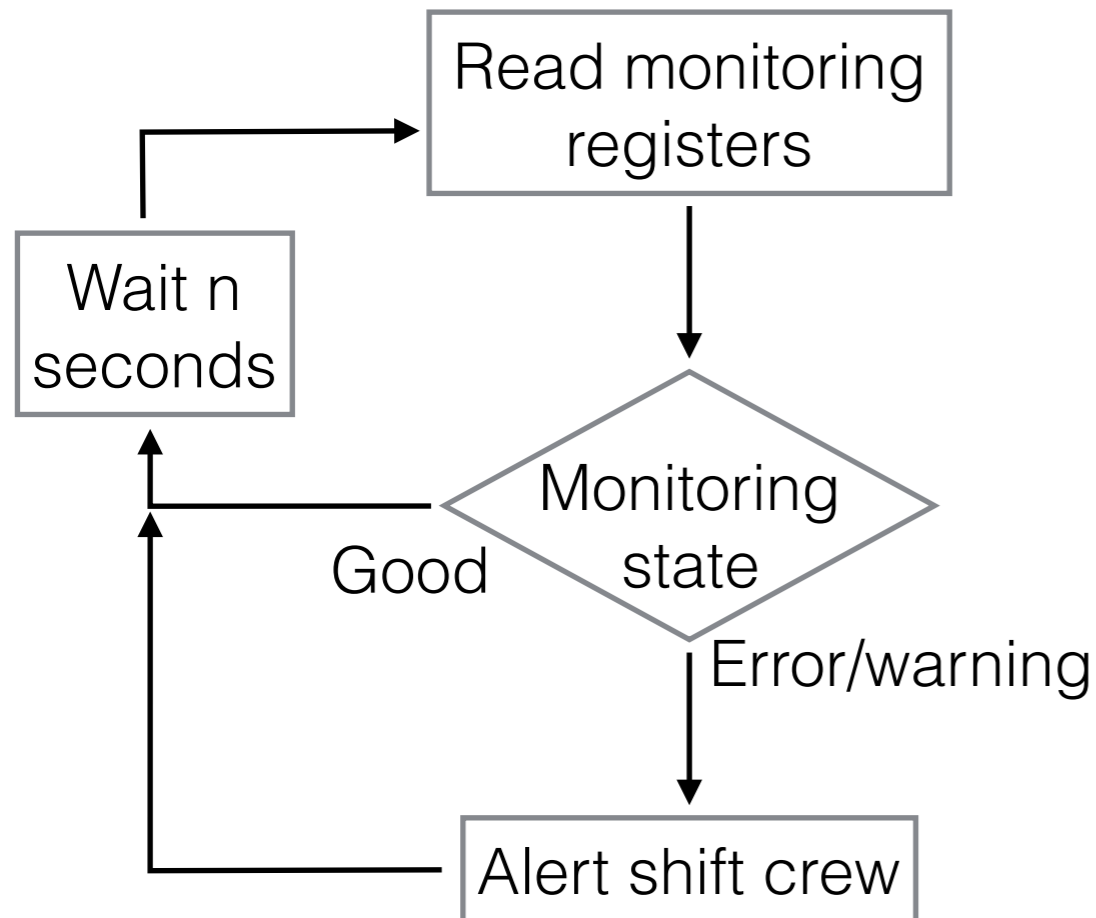 Read monitoring
registers
Wait n
seconds
Monitoring
state
Good
Error/warning
Alert shift crew